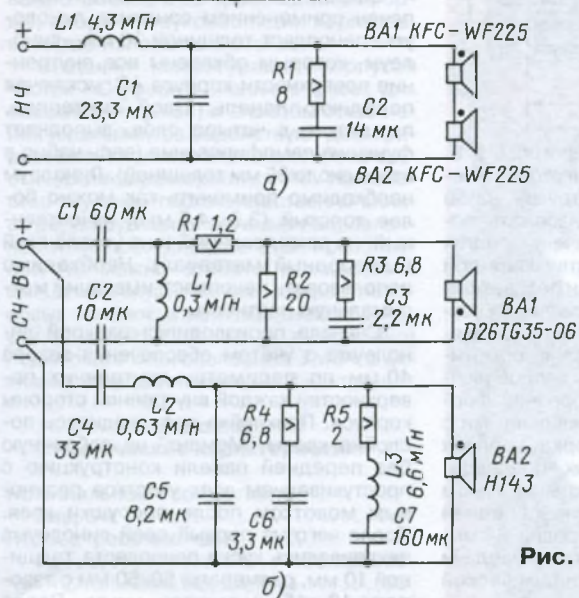 L1 4,3 мГн
BA1 KFC-WF225
+
НЧ
C1
23,3 мк
R1
8
C2
14 мк
BA2 KFC-WF225
а)
C1, 6,0 мк
R1 1,2
+
СЧ-ВЧ
C2
10 мк
L1
0,3 мГн
R2
20
R3 6,8
C3
2,2 мк
BA1
D26TG35-06
C4
33 мк
L2
0,63 мГн
R4
6,8
R5
L3
6,6 мГн
BA2
H143
C5
8,2 мк
C6
3,3 мк
C7
160 мк
б)
Рис.